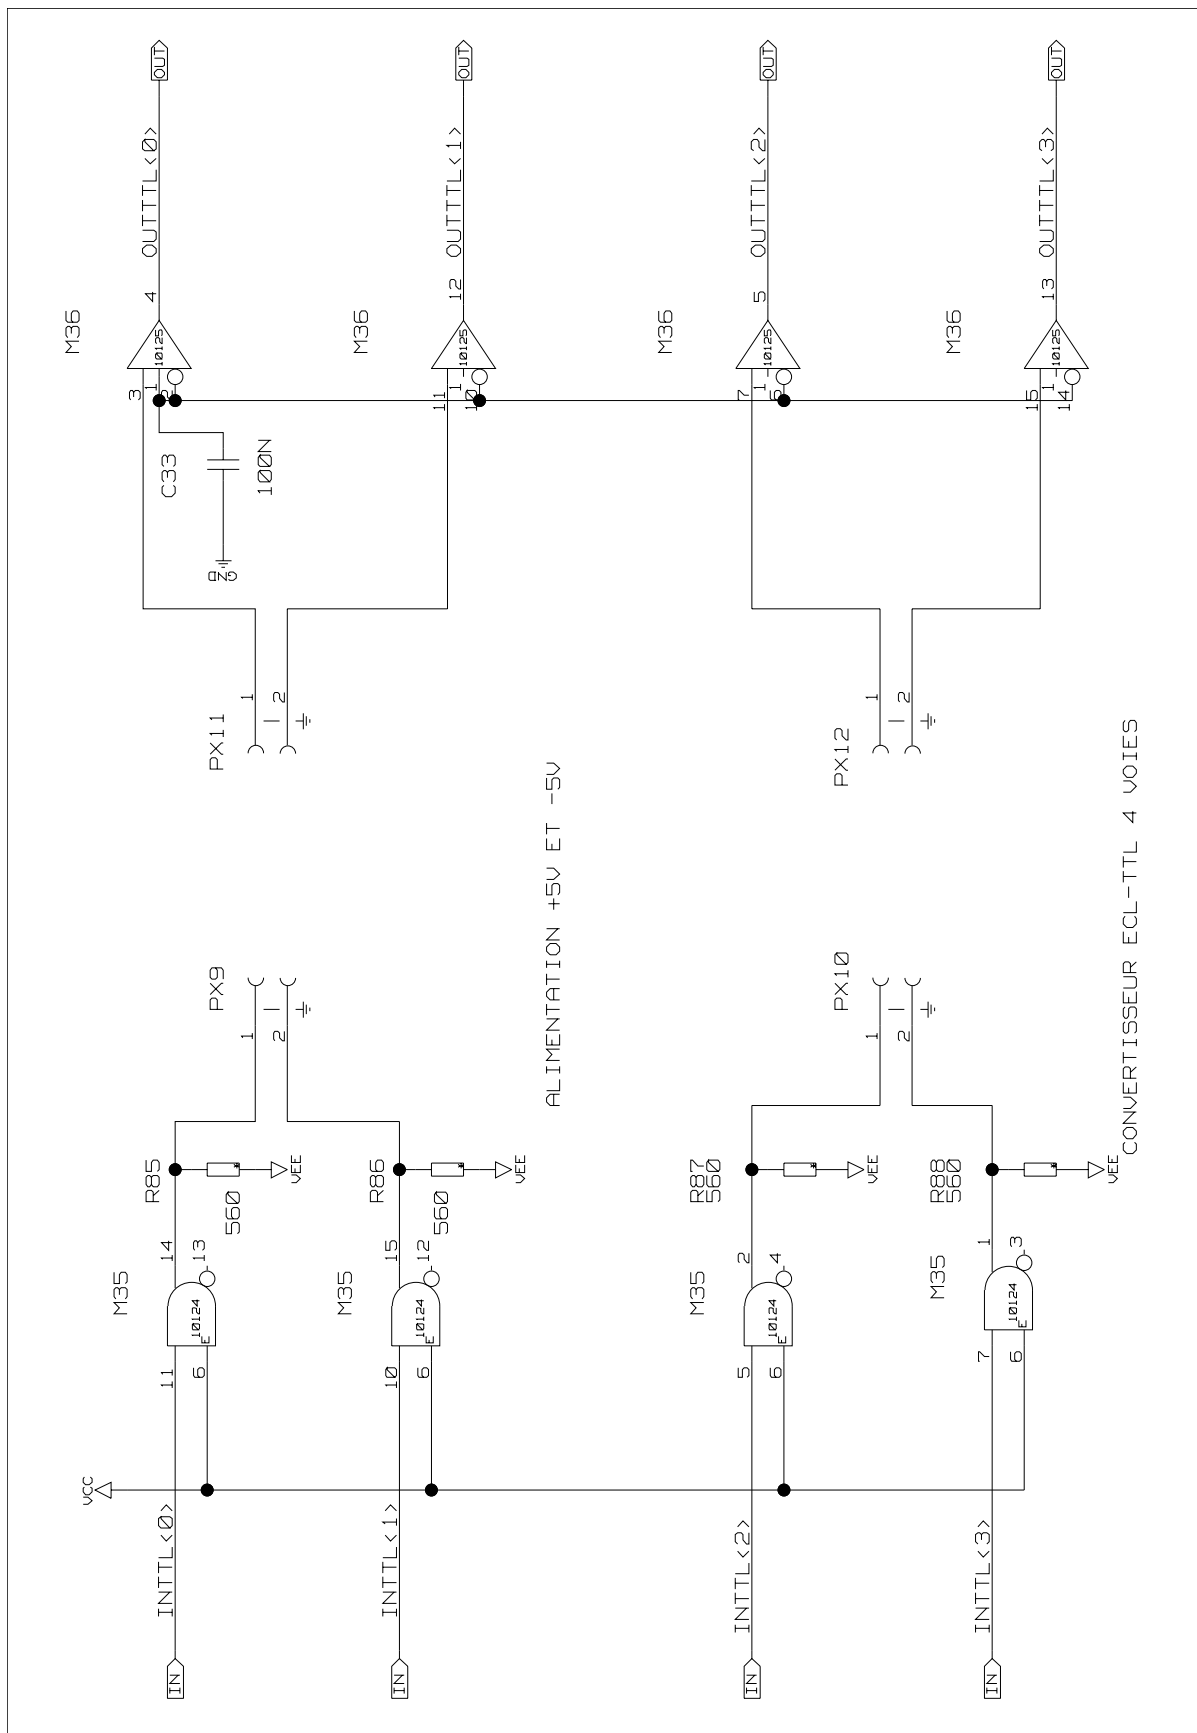 IN
INTTL<0>
VCC
11
6
10124
E
M35
14
13
R85
560
VEE
PX9
1
2
IN
INTTL<1>
10
6
10124
E
M35
15
12
R86
560
VEE
IN
INTTL<2>
5
6
10124
E
M35
2
4
R87
560
VEE
PX10
1
2
IN
INTTL<3>
7
6
10124
E
M35
1
3
R88
560
VEE
PX11
1
2
GND
C33
100N
3
1
10125
M36
4
OUTTTL<0>
OUT
11
1
10
10125
M36
12
OUTTTL<1>
OUT
PX12
1
2
7
1
6
10125
M36
5
OUTTTL<2>
OUT
15
1
14
10125
M36
13
OUTTTL<3>
OUT
ALIMENTATION +5V ET -5V
CONVERTISSEUR ECL-TTL 4 VOIES